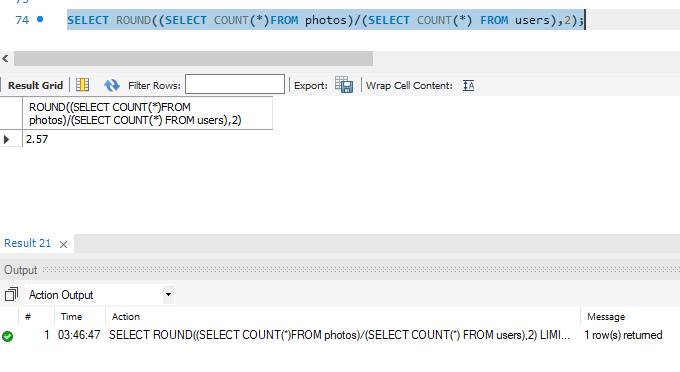 74 SELECT ROUND((SELECT COUNT(*)FROM photos)/(SELECT COUNT(*) FROM users),2);
Result Grid Filter Rows: Export: Wrap Cell Content:
ROUND((SELECT COUNT(*)FROM
photos)/(SELECT COUNT(*) FROM users),2)
2.57
Result 21
Output
Action Output
# Time Action Message
1 03:46:47 SELECT ROUND((SELECT COUNT(*)FROM photos)/(SELECT COUNT(*) FROM users),2) LIMI... 1 row(s) returned